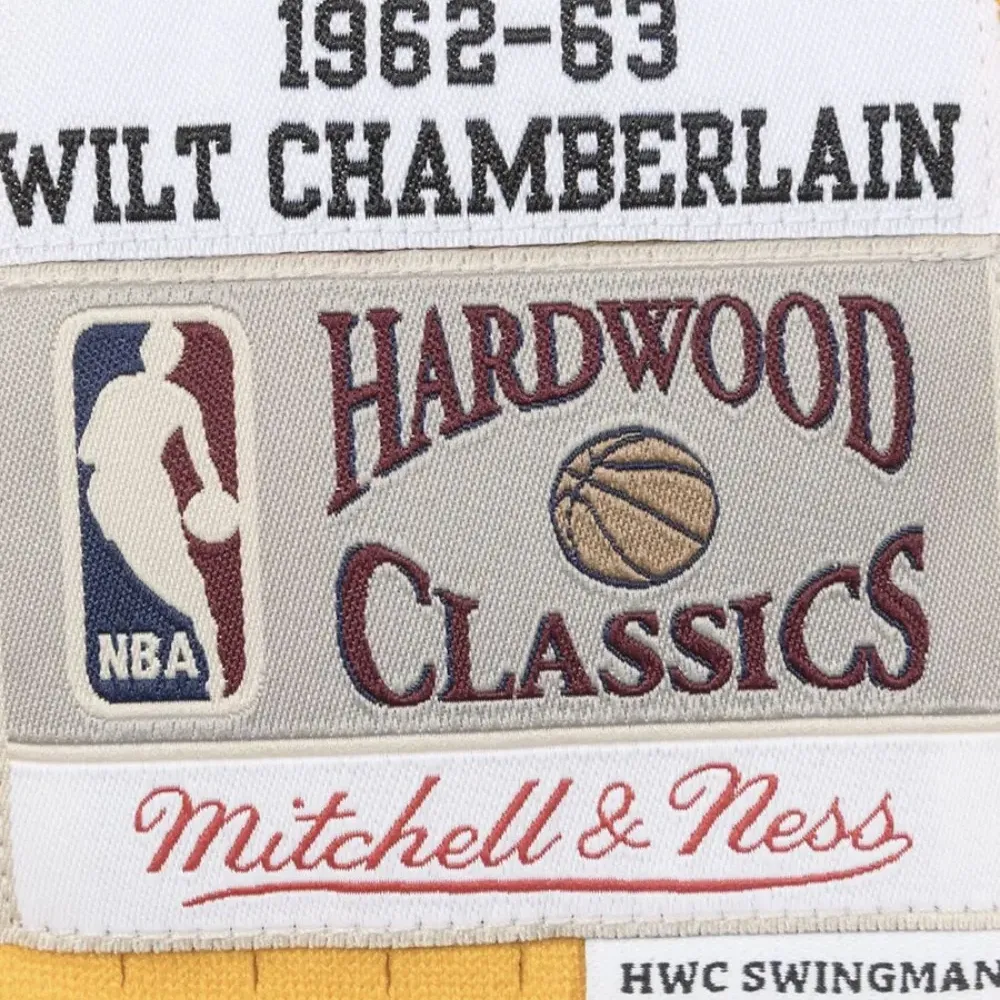 1962-63
WILT CHAMBERLAIN
HARDWOOD
CLASSICS
NBA
Mitchell & Ness
HWC SWINGMAN